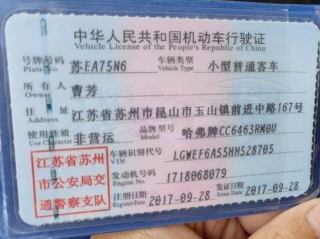 中华人民共和国机动车行驶证
Vehicle License of the People's Republic of China
号牌号码 苏EA75N6 车辆类型 小型普通客车
Plate No. Vehicle Type
所有人 曹芳
Owner
住址 江苏省苏州市昆山市玉山镇前进中路167号
Address
使用性质 非营运 品牌型号 哈弗牌CC6463RM0U
Use Character Model
江苏省苏州
市公安局交
通警察支队
车辆识别代号 LGWEF6A55HH528705
VIN
发动机号码 1718068079
Engine No.
注册日期 2017-09-28 发证日期 2017-09-28
Register Date Issue Date